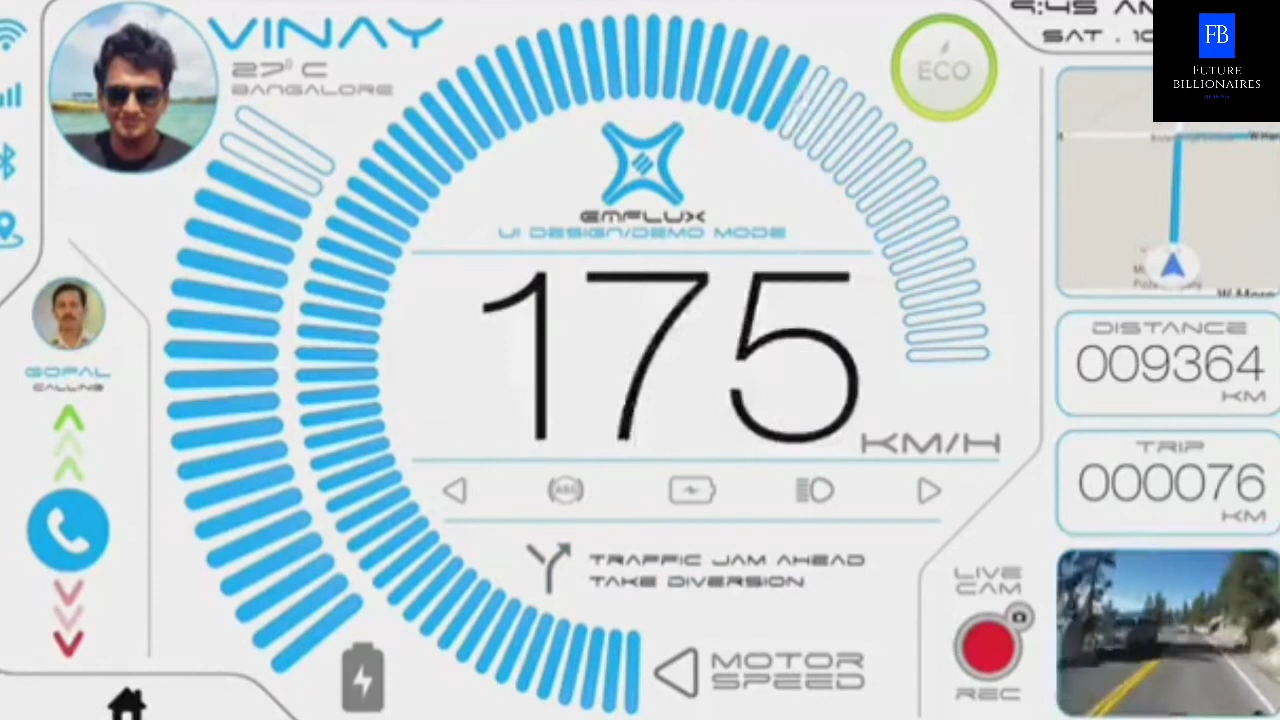 VINAY
27° C
BANGALORE
ECO
9:45 AM
SAT . 10
FB
FUTURE
BILLIONAIRES
EMFLUX
UI DESIGN/DEMO MODE
175
KM/H
GOPAL
CALLING
ABS
DISTANCE
009364
KM
TRIP
000076
KM
TRAFFIC JAM AHEAD
TAKE DIVERSION
LIVE
CAM
REC
MOTOR
SPEED